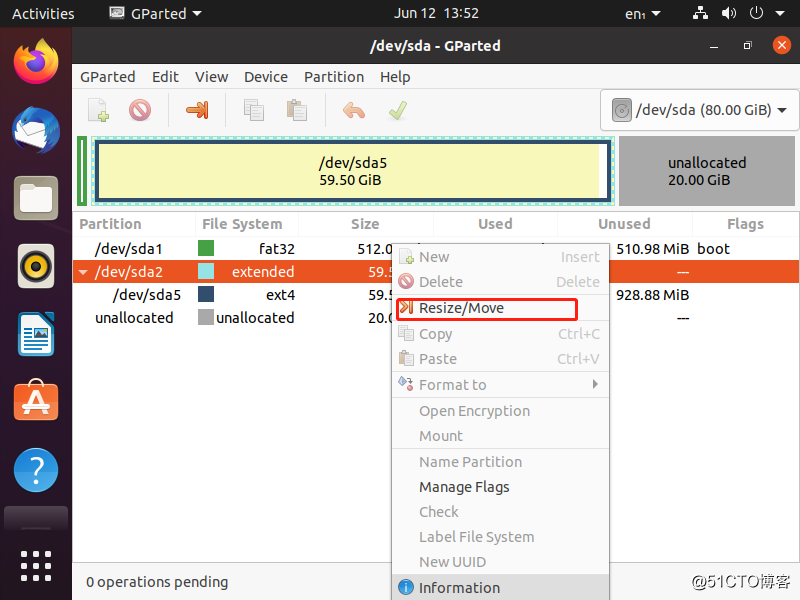 Activities GParted Jun 12 13:52 en1
/dev/sda - GParted
GParted Edit View Device Partition Help
/dev/sda (80.00 GiB)
/dev/sda5
59.50 GiB
unallocated
20.00 GiB
Partition File System Size Used Unused Flags
/dev/sda1 fat32 512.0 510.98 MiB boot
/dev/sda2 extended 59.5 ---
/dev/sda5 ext4 59.5 928.88 MiB
unallocated unallocated 20.0 ---
New Insert
Delete Delete
Resize/Move
Copy Ctrl+C
Paste Ctrl+V
Format to
Open Encryption
Mount
Name Partition
Manage Flags
Check
Label File System
New UUID
Information
0 operations pending
@51CTO博客